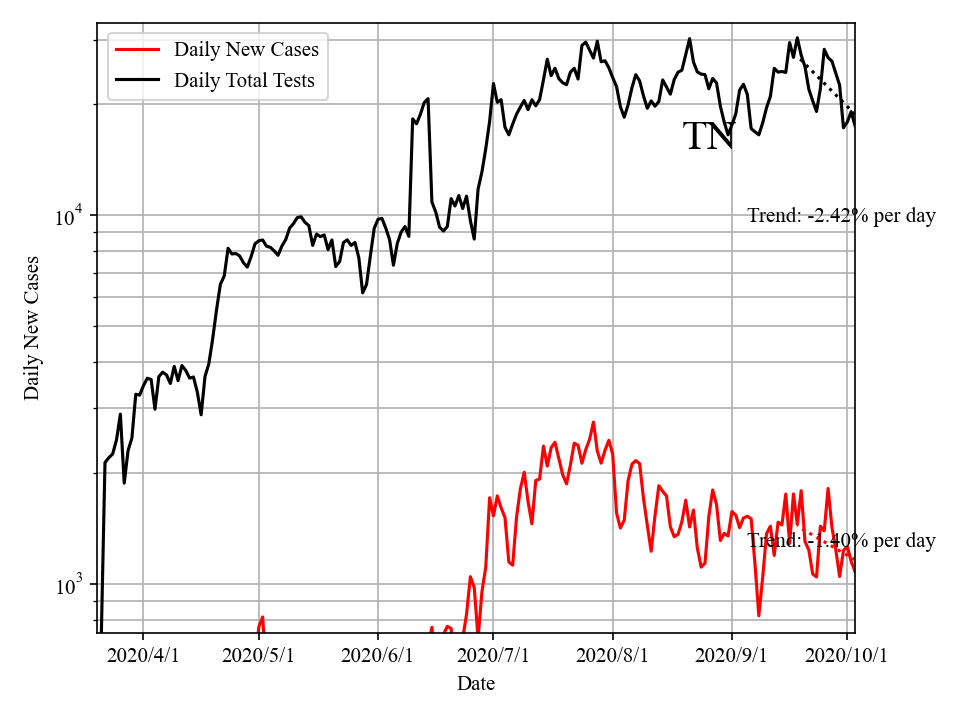 Daily New Cases
Daily Total Tests
TN
10^4
Trend: -2.42% per day
Daily New Cases
Trend: -1.40% per day
10^3
2020/4/1 2020/5/1 2020/6/1 2020/7/1 2020/8/1 2020/9/1 2020/10/1
Date